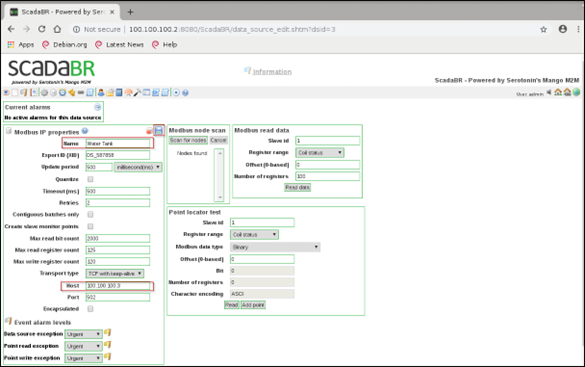 ScadaBR - Powered by Seroton
Not secure | 100.100.100.2:8080/ScadaBR/data_source_edit.shtm?dsid=3
Apps Debian.org Latest News Help
SCADABR
powered by Serotonin's Mango M2M
Information
ScadaBR - Powered by Serotonin's Mango M2M
User: admin
Current alarms
No active alarms for this data source
Modbus IP properties
Name Water Tank
Export ID (XID) DS_587858
Update period 500 millisecond(ms)
Quantize
Timeout (ms) 500
Retries 2
Contiguous batches only
Create slave monitor points
Max read bit count 2000
Max read register count 125
Max write register count 120
Transport type TCP with keep-alive
Host 100.100.100.3
Port 502
Encapsulated
Event alarm levels
Data source exception Urgent
Point read exception Urgent
Point write exception Urgent
Modbus node scan
Scan for nodes Cancel
Nodes found
Modbus read data
Slave id 1
Register range Coil status
Offset (0-based) 0
Number of registers 100
Read data
Point locator test
Slave id 1
Register range Coil status
Modbus data type Binary
Offset (0-based) 0
Bit 0
Number of registers 0
Character encoding ASCII
Read Add point